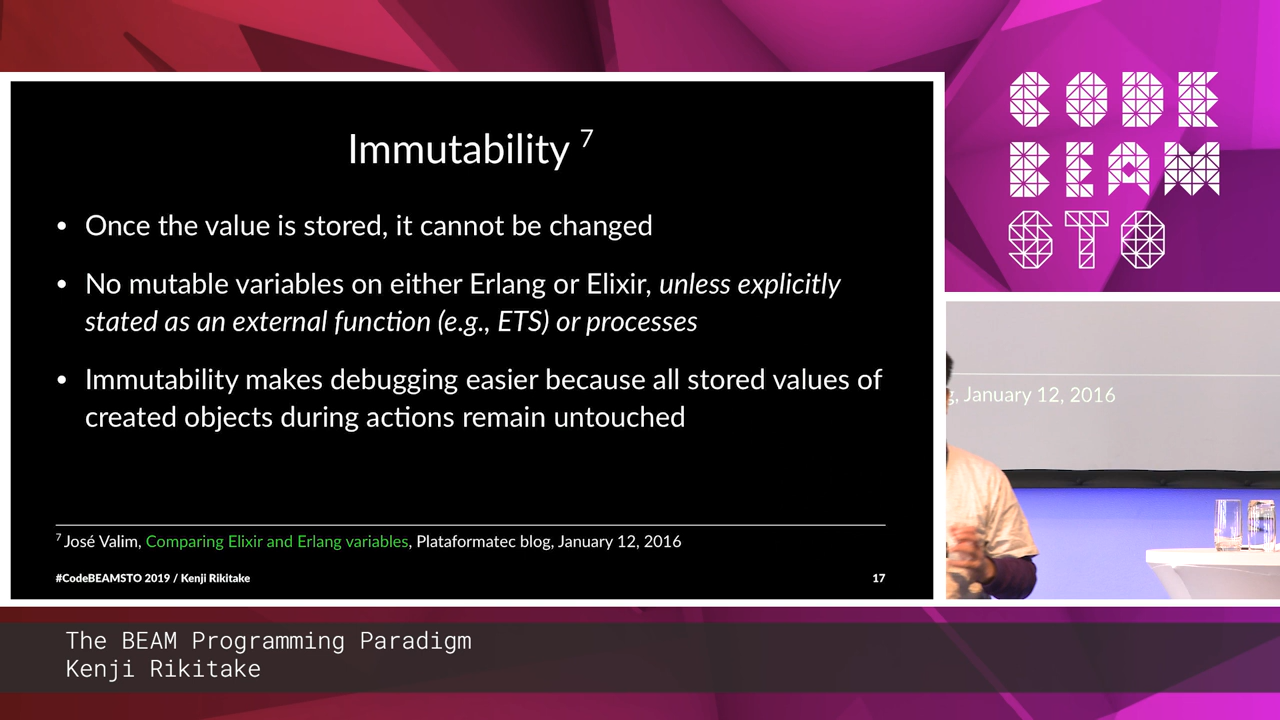 Immutability 7
• Once the value is stored, it cannot be changed
• No mutable variables on either Erlang or Elixir, unless explicitly
stated as an external function (e.g., ETS) or processes
• Immutability makes debugging easier because all stored values of
created objects during actions remain untouched
7 José Valim, Comparing Elixir and Erlang variables, Plataformatec blog, January 12, 2016
#CodeBEAMSTO 2019 / Kenji Rikitake
17
CODE
BEAM
STO
g, January 12, 2016
The BEAM Programming Paradigm
Kenji Rikitake